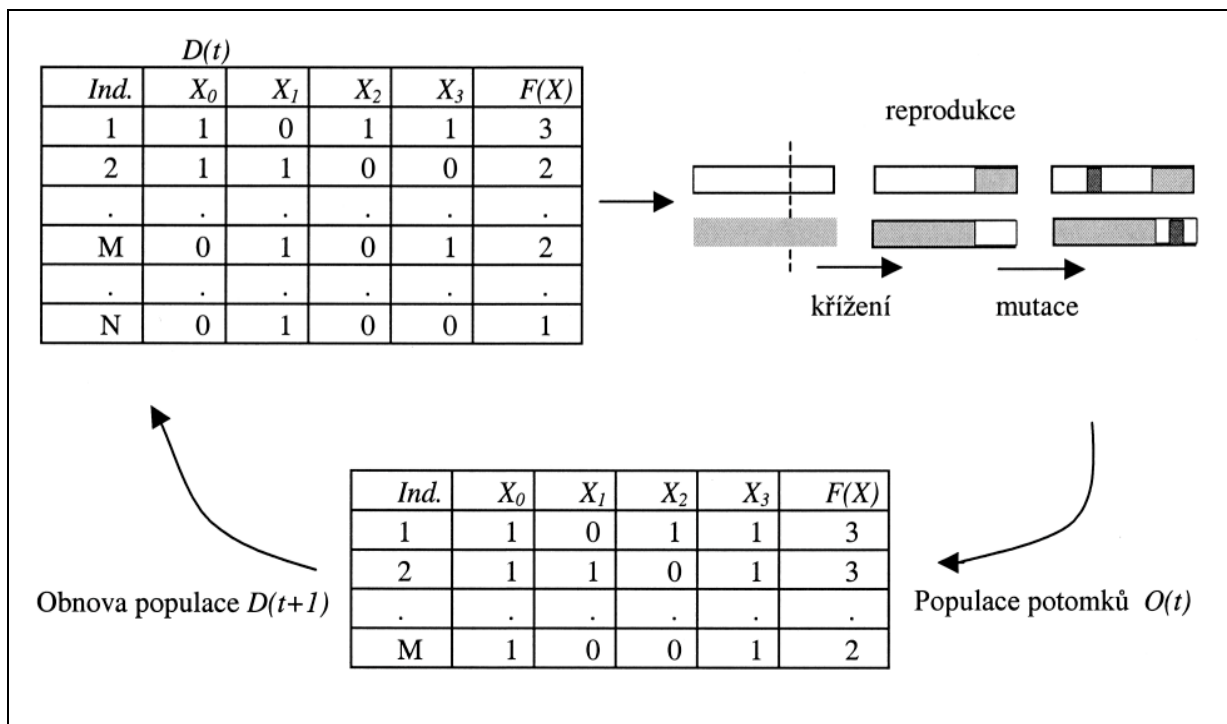 D(t)
Ind. X₀ X₁ X₂ X₃ F(X)
1 1 0 1 1 3
2 1 1 0 0 2
. . . . . .
M 0 1 0 1 2
. . . . . .
N 0 1 0 0 1
reprodukce
křížení mutace
Ind. X₀ X₁ X₂ X₃ F(X)
1 1 0 1 1 3
2 1 1 0 1 3
. . . . . .
M 1 0 0 1 2
Obnova populace D(t+1)
Populace potomků O(t)